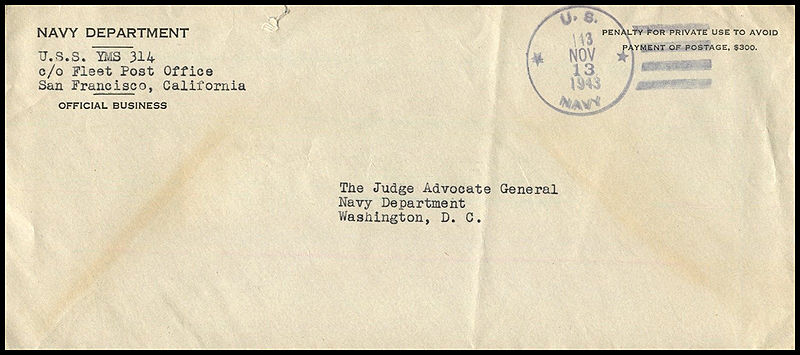 NAVY DEPARTMENT
U.S.S. YMS 314
c/o Fleet Post Office
San Francisco, California
OFFICIAL BUSINESS
U. S.
NOV
13
1943
NAVY
PENALTY FOR PRIVATE USE TO AVOID
PAYMENT OF POSTAGE, $300.
The Judge Advocate General
Navy Department
Washington, D. C.